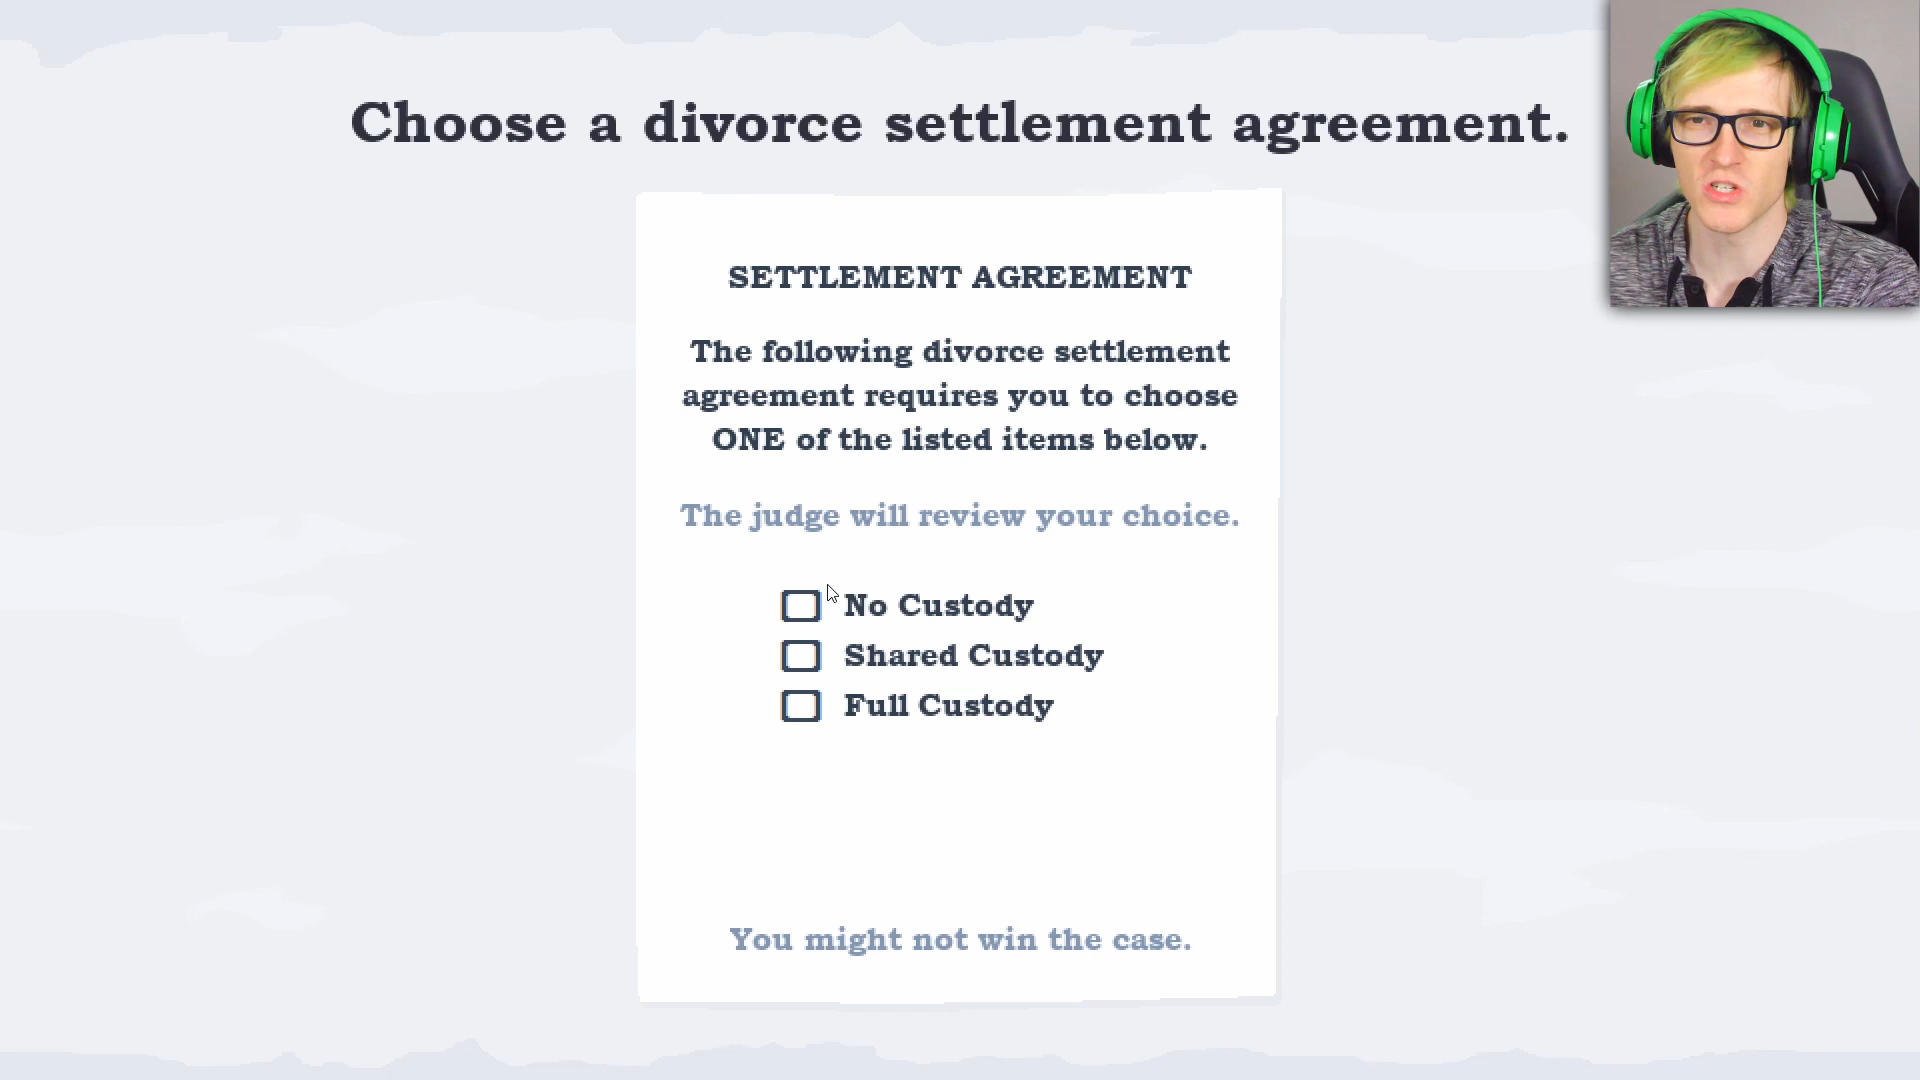 Choose a divorce settlement agreement.
SETTLEMENT AGREEMENT
The following divorce settlement
agreement requires you to choose
ONE of the listed items below.
The judge will review your choice.
No Custody
Shared Custody
Full Custody
You might not win the case.